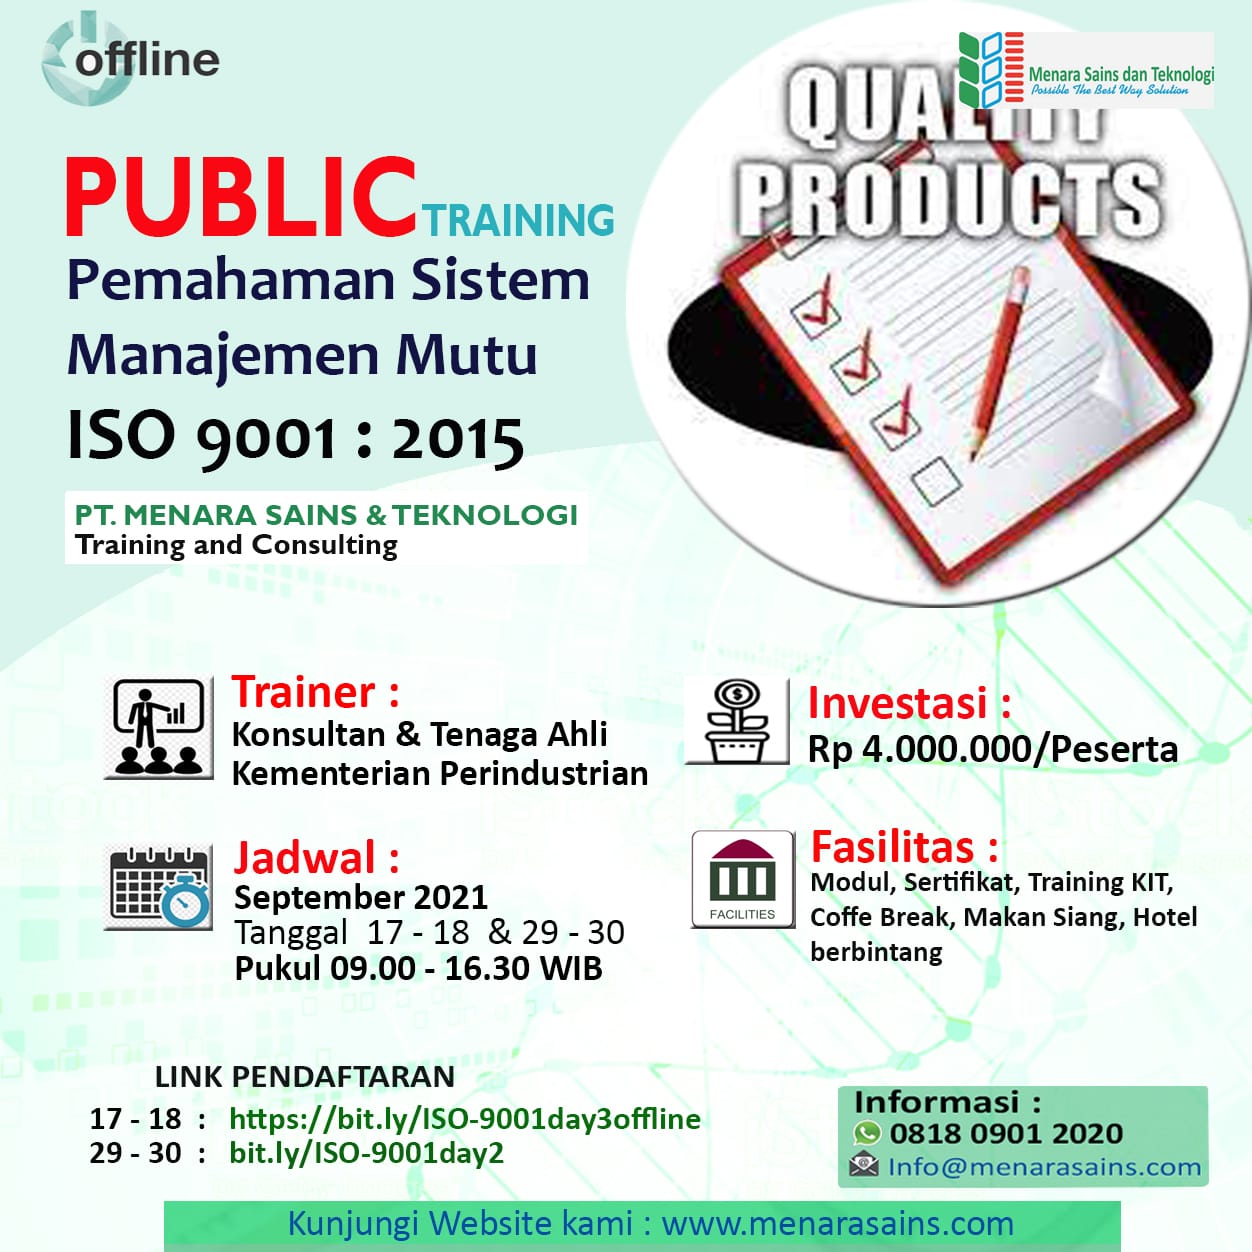 offline
Menara Sains dan Teknologi
Possible The Best Way Solution
QUALITY
PRODUCTS
PUBLIC TRAINING
Pemahaman Sistem
Manajemen Mutu
ISO 9001 : 2015
PT. MENARA SAINS & TEKNOLOGI
Training and Consulting
Trainer :
Konsultan & Tenaga Ahli
Kementerian Perindustrian
Investasi :
Rp 4.000.000/Peserta
Jadwal :
September 2021
Tanggal 17 - 18 & 29 - 30
Pukul 09.00 - 16.30 WIB
FACILITIES
Fasilitas :
Modul, Sertifikat, Training KIT,
Coffe Break, Makan Siang, Hotel
berbintang
LINK PENDAFTARAN
17 - 18 : https://bit.ly/ISO-9001day3offline
29 - 30 : bit.ly/ISO-9001day2
Informasi :
0818 0901 2020
Info@menarasains.com
Kunjungi Website kami : www.menarasains.com